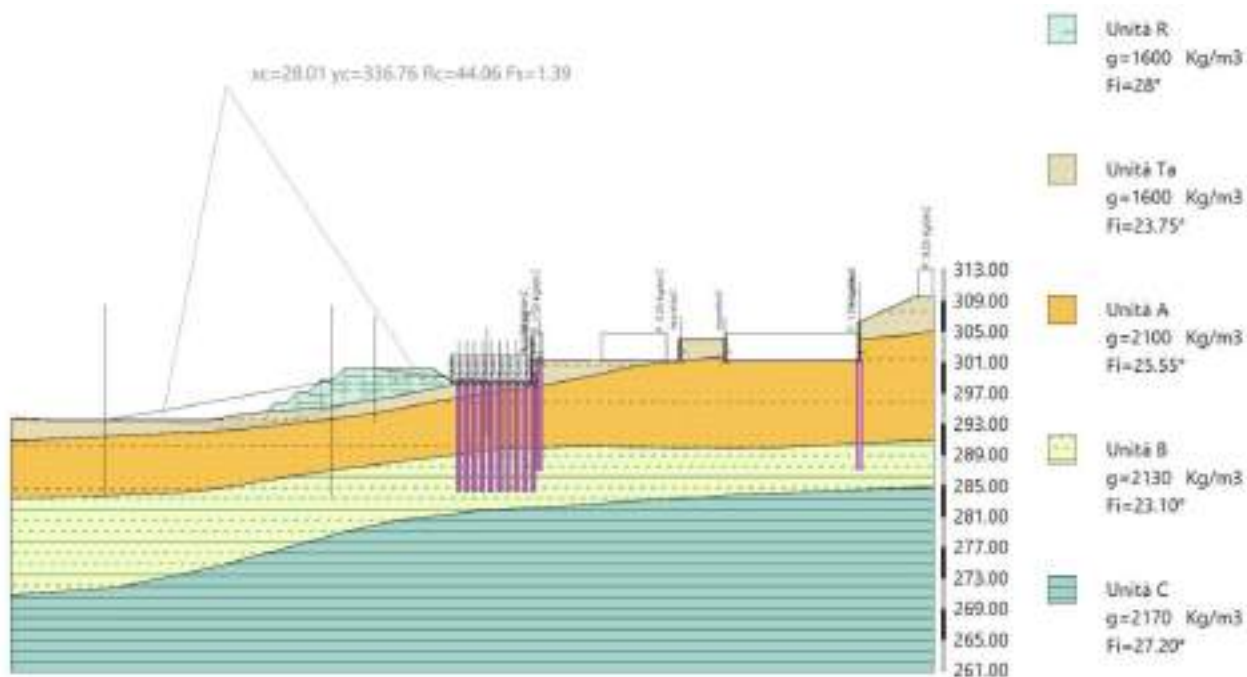 xc=28.01 yc=336.76 Rc=44.06 Fs=1.39
Unità R
g=1600 Kg/m3
Fi=28°
Unità Ta
g=1600 Kg/m3
Fi=23.75°
Unità A
g=2100 Kg/m3
Fi=25.55°
Unità B
g=2130 Kg/m3
Fi=23.10°
Unità C
g=2170 Kg/m3
Fi=27.20°
313.00
309.00
305.00
301.00
297.00
293.00
289.00
285.00
281.00
277.00
273.00
269.00
265.00
261.00